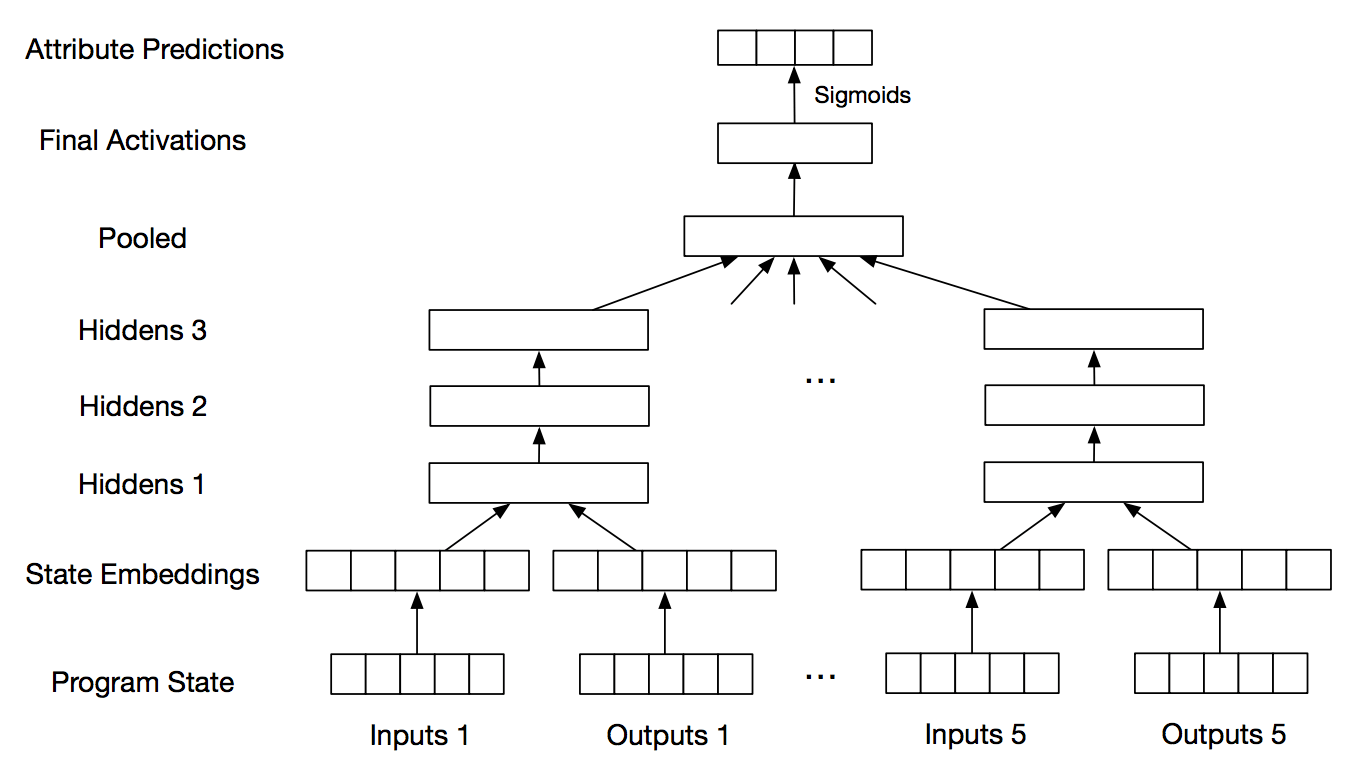 Attribute Predictions
Sigmoids
Final Activations
Pooled
Hiddens 3
...
Hiddens 2
Hiddens 1
State Embeddings
Program State
...
Inputs 1
Outputs 1
Inputs 5
Outputs 5